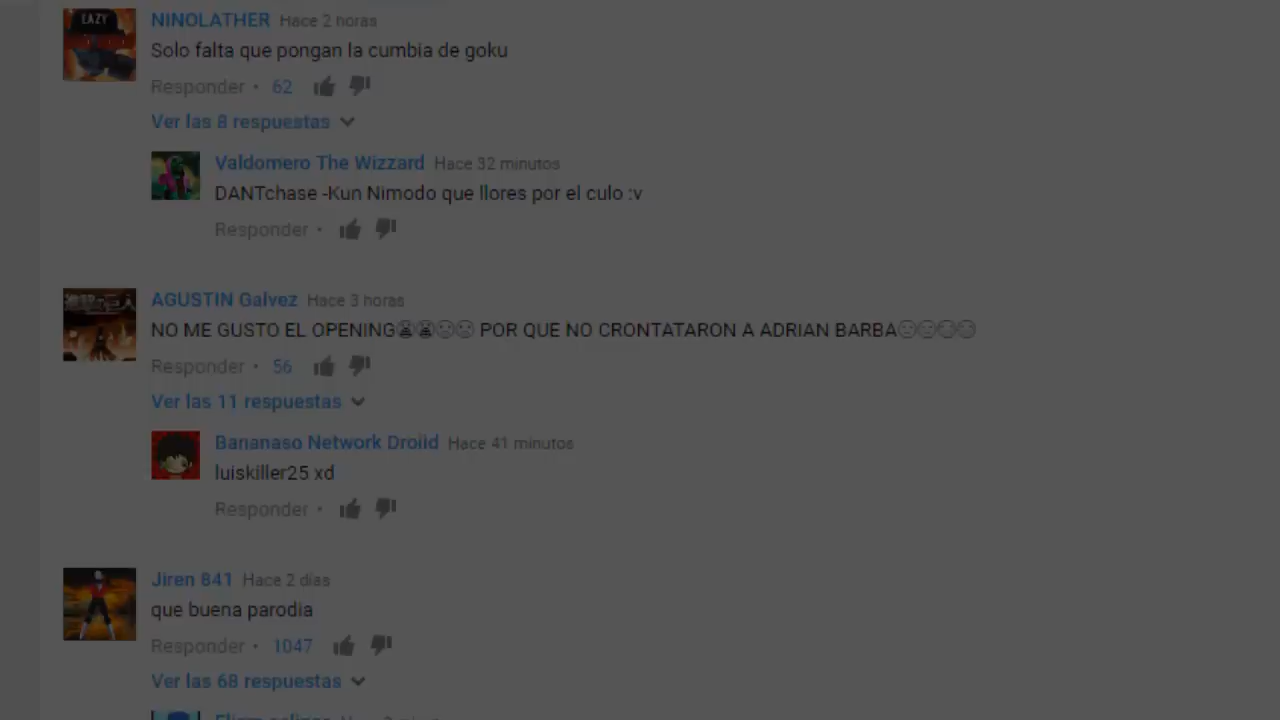 EAZY
NINOLATHER Hace 2 horas
Solo falta que pongan la cumbia de goku
Responder • 62
Ver las 8 respuestas
Valdomero The Wizzard Hace 32 minutos
DANTchase -Kun Nimodo que llores por el culo :v
Responder •
AGUSTIN Galvez Hace 3 horas
NO ME GUSTO EL OPENING POR QUE NO CRONTATARON A ADRIAN BARBA
Responder • 56
Ver las 11 respuestas
Bananaso Network Droiid Hace 41 minutos
luiskiller25 xd
Responder •
Jiren 841 Hace 2 días
que buena parodia
Responder • 1047
Ver las 68 respuestas